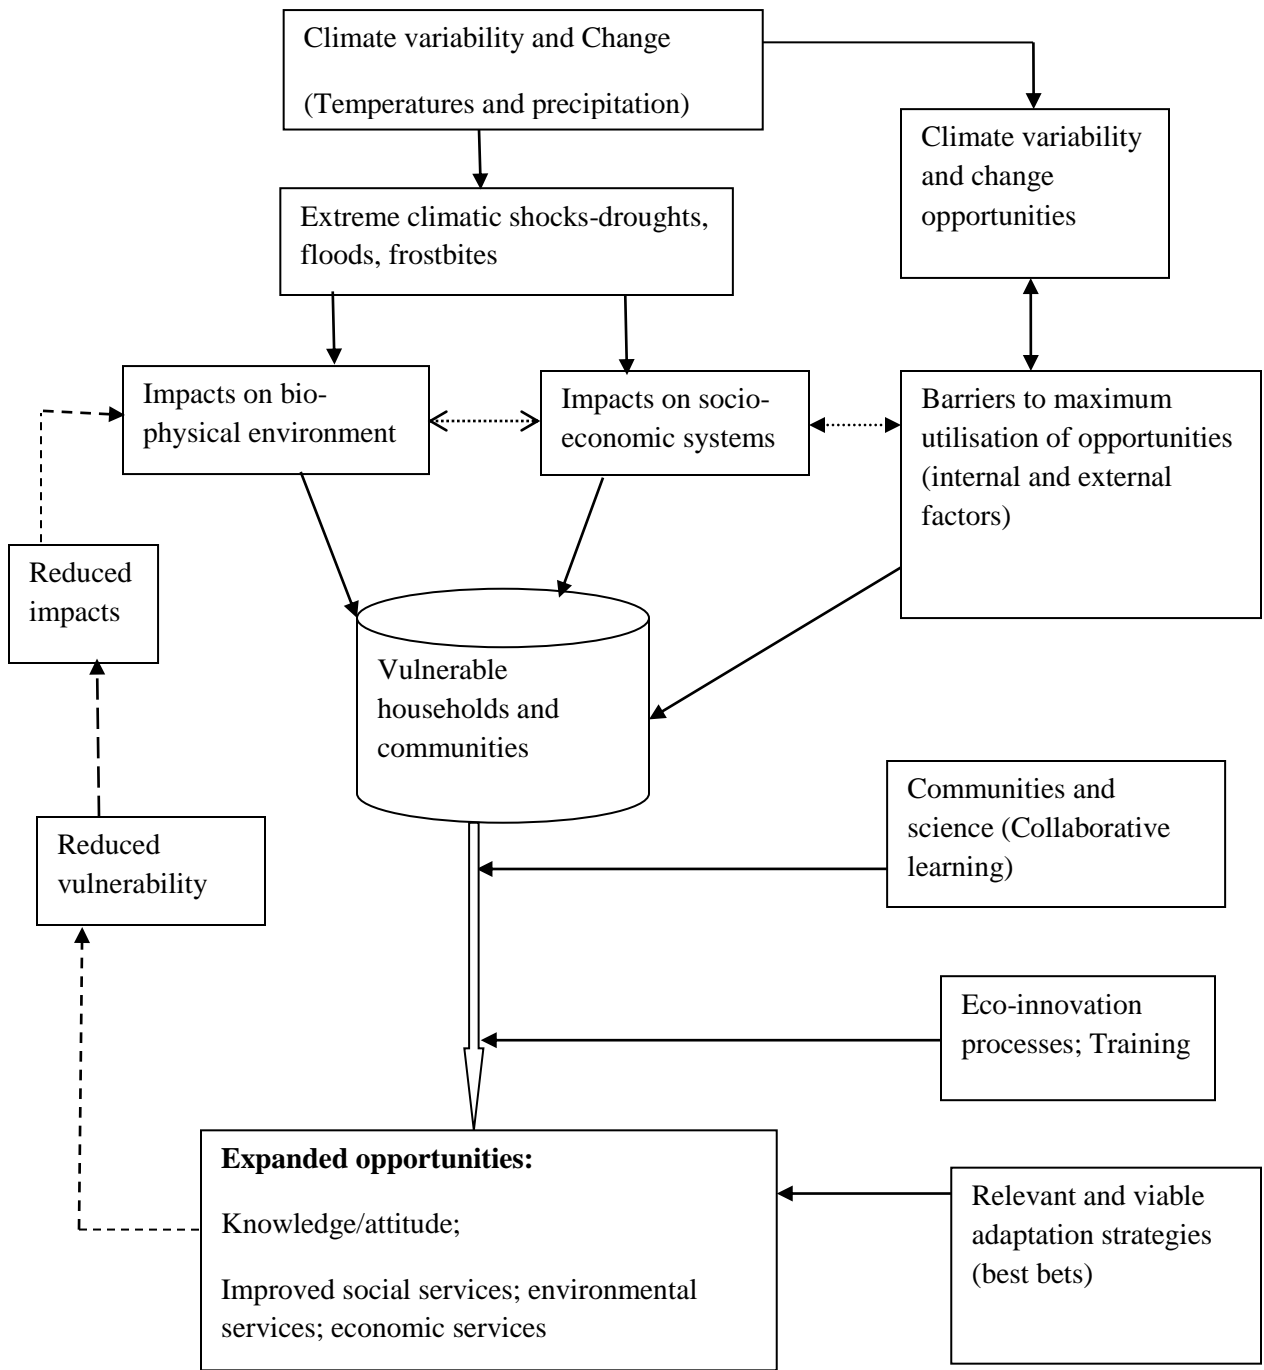 Climate variability and Change
(Temperatures and precipitation)
Climate variability
and change
opportunities
Extreme climatic shocks-droughts,
floods, frostbites
Impacts on bio-
physical environment
Impacts on socio-
economic systems
Barriers to maximum
utilisation of opportunities
(internal and external
factors)
Reduced
impacts
Vulnerable
households and
communities
Communities and
science (Collaborative
learning)
Reduced
vulnerability
Eco-innovation
processes; Training
Expanded opportunities:
Knowledge/attitude;
Improved social services; environmental
services; economic services
Relevant and viable
adaptation strategies
(best bets)